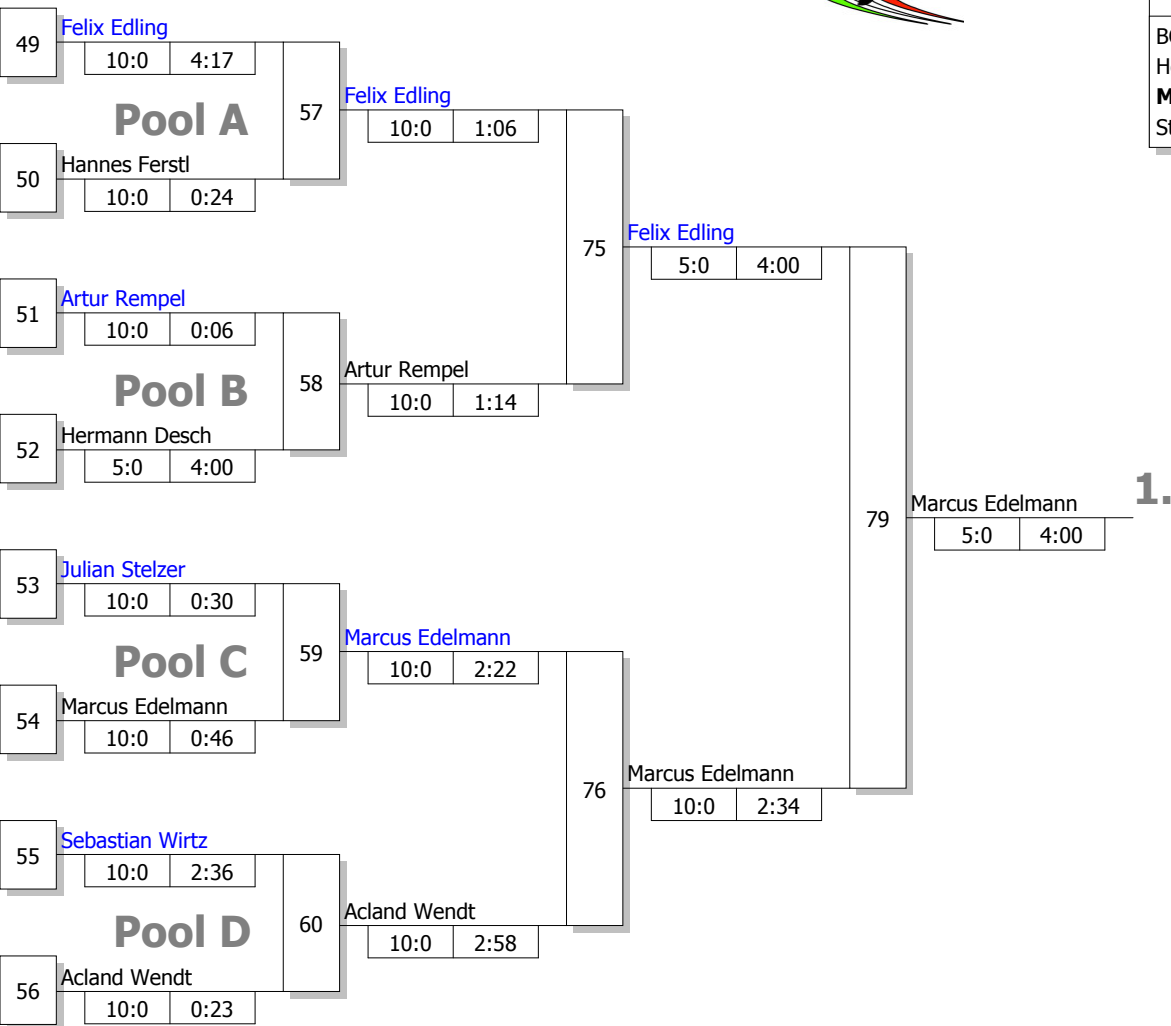 49
Felix Edling
10:0 4:17
Pool A
57
Felix Edling
10:0 1:06
50
Hannes Ferstl
10:0 0:24
75
Felix Edling
5:0 4:00
51
Artur Rempel
10:0 0:06
Pool B
58
Artur Rempel
10:0 1:14
52
Hermann Desch
5:0 4:00
79
Marcus Edelmann
5:0 4:00
1.
53
Julian Stelzer
10:0 0:30
Pool C
59
Marcus Edelmann
10:0 2:22
54
Marcus Edelmann
10:0 0:46
76
Marcus Edelmann
10:0 2:34
55
Sebastian Wirtz
10:0 2:36
Pool D
60
Acland Wendt
10:0 2:58
56
Acland Wendt
10:0 0:23